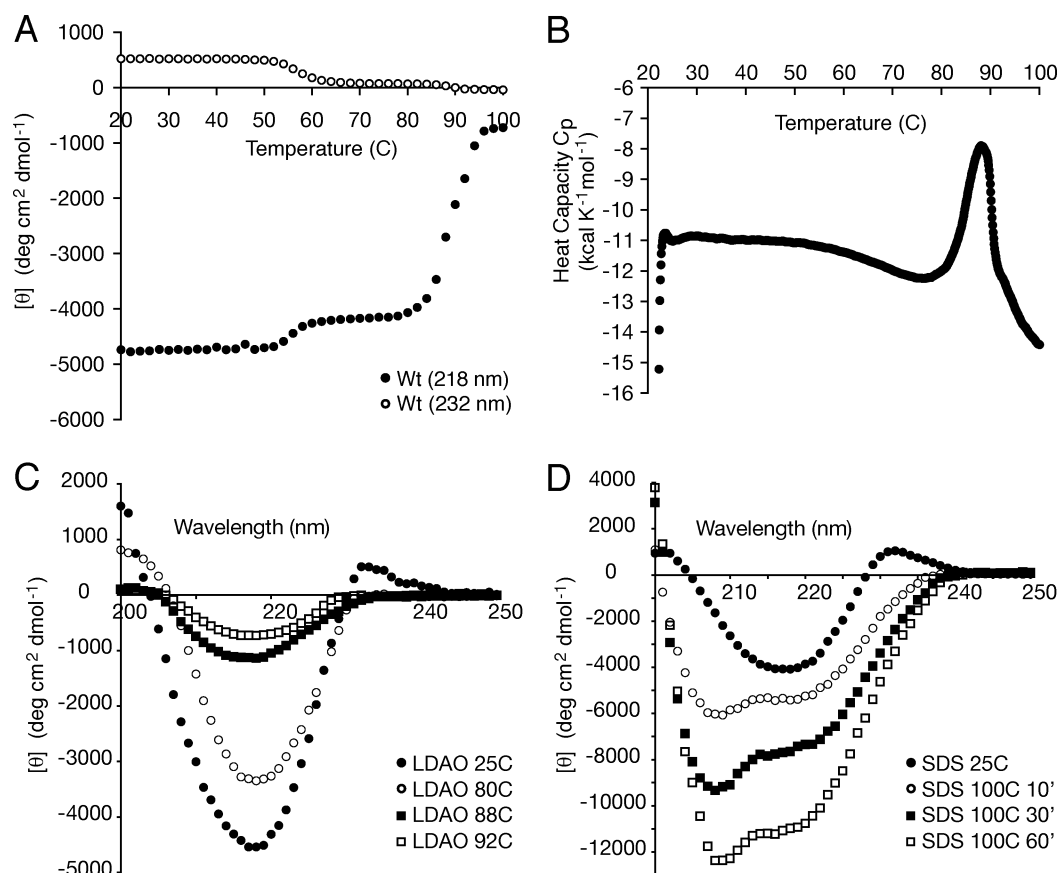 A
1000
0
-1000
-2000
-3000
-4000
-5000
-6000
[θ] (deg cm2 dmol-1)
20 30 40 50 60 70 80 90 100
Temperature (C)
Wt (218 nm)
Wt (232 nm)
B
20 30 40 50 60 70 80 90 100
Temperature (C)
-6
-8
-9
-10
-11
-12
-13
-14
-15
-16
Heat Capacity Cp
(kcal K-1mol-1)
C
2000
1000
0
-1000
-2000
-3000
-4000
-5000
[θ] (deg cm2 dmol-1)
Wavelength (nm)
200 220 240 250
LDAO 25C
LDAO 80C
LDAO 88C
LDAO 92C
D
4000
2000
0
-2000
-4000
-6000
-8000
-10000
-12000
[θ] (deg cm2 dmol-1)
Wavelength (nm)
210 220 240 250
SDS 25C
SDS 100C 10’
SDS 100C 30’
SDS 100C 60’